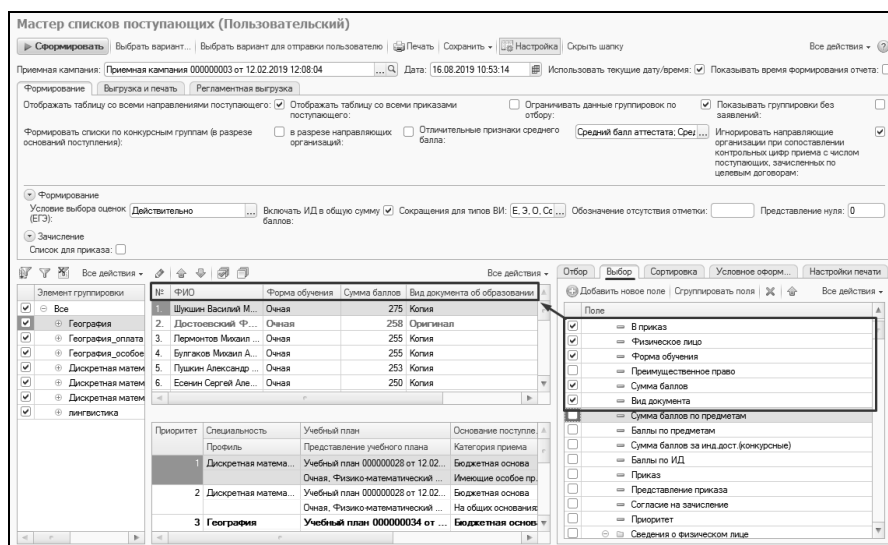 Мастер списков поступающих (Пользовательский)
Сформировать Выбрать вариант... Выбрать вариант для отправки пользователю Печать Сохранить Настройка Скрыть шапку Все действия
Приемная кампания: Приемная кампания 000000003 от 12.02.2019 12:08:04 ... Дата: 16.08.2019 10:53:14 Использовать текущие дату/время: Показывать время формирования отчета:
Формирование Выгрузка и печать Регламентная выгрузка
Отображать таблицу со всеми направлениями поступающего: Отображать таблицу со всеми приказами Ограничивать данные группировок по Показывать группировки без
поступающего: отбору: заявлений:
Формировать списки по конкурсным группам (в разрезе в разрезе направляющих Отличительные признаки среднего Средний балл аттестата; Сред ... Игнорировать направляющие
оснований поступления): организаций: балла: организации при сопоставлении
контрольных цифр приема с числом
поступающих, зачисленных по
целевым договорам:
Формирование
Условие выбора оценок Действительно ... Включать ИД в общую сумму Сокращения для типов ВИ: Е, Э, О, Сс ... Обозначение отсутствия отметки: Представление нуля: 0
(ЕГЭ): баллов:
Зачисление
Список для приказа:
Все действия Все действия Отбор Выбор Сортировка Условное оформ... Настройки печати
Элемент группировки № ФИО Форма обучения Сумма баллов Вид документа об образовании Добавить новое поле Сгруппировать поля Все действия
Все 1. Шукшин Василий М... Очная 275 Копия Поле
География 2. Достоевский Ф... Очная 258 Оригинал В приказ
География_оплата 3. Лермонтов Михаил ... Очная 255 Копия Физическое лицо
География_особое 4. Булгаков Михаил А... Очная 255 Копия Форма обучения
Дискретная матем 5. Пушкин Александр ... Очная 253 Копия Преимущественное право
Дискретная матем 6. Есенин Сергей Але... Очная 250 Копия Сумма баллов
Дискретная матем Вид документа
лингвистика Сумма баллов по предметам
Приоритет Специальность Учебный план Основание поступле... Баллы по предметам
Профиль Представление учебного плана Категория приема Сумма баллов за инд.дост.(конкурсные)
1 Дискретная матема... Учебный план 000000028 от 12.02... Бюджетная основа Баллы по ИД
Очная, Физико-математический ... Имеющие особое пр... Приказ
2 Дискретная матема... Учебный план 000000028 от 12.02... Бюджетная основа Представление приказа
Очная, Физико-математический ... На общих основания Согласие на зачисление
3 География Учебный план 000000034 от ... Бюджетная основ Приоритет
Сведения о физическом лице